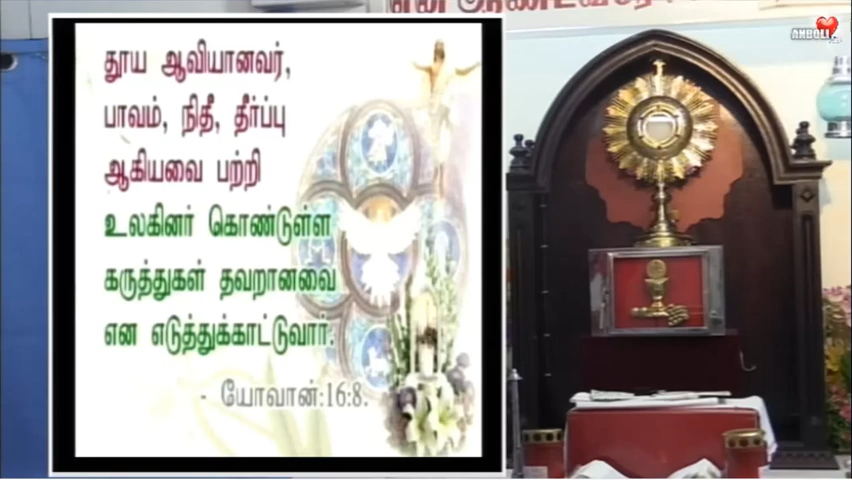 தூய ஆவியானவர்,
பாவம், நிதீ, தீர்ப்பு
ஆகியவை பற்றி
உலகினர் கொண்டுள்ள
கருத்துகள் தவறானவை
என எடுத்துக்காட்டுவார்.
- யோவான்:16:8.
ANBOLI